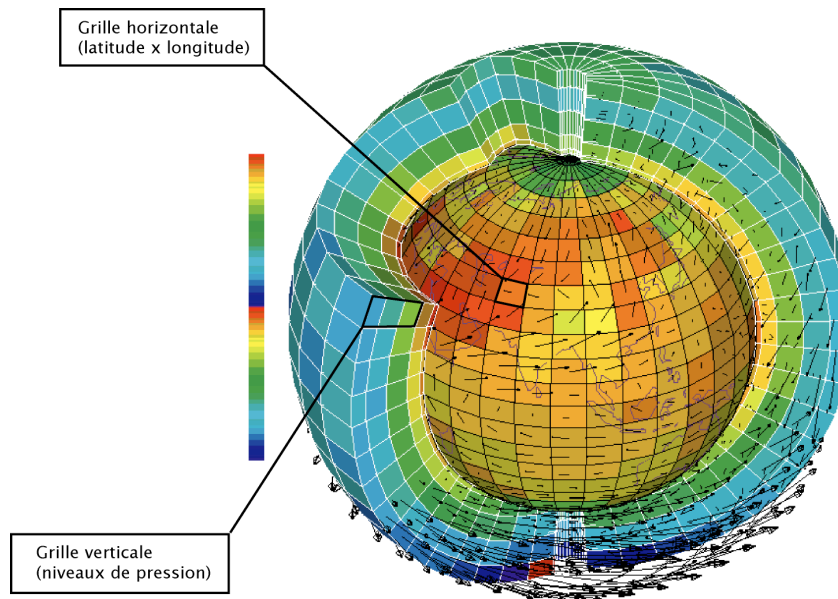 Grille horizontale
(latitude x longitude)
Grille verticale
(niveaux de pression)